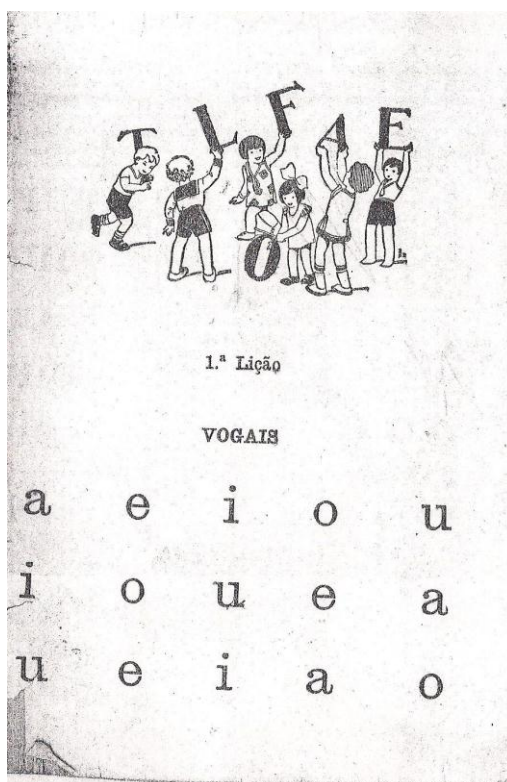 T L F A E
O
1.ª Lição
VOGAIS
a e i o u
i o u e a
u e i a o